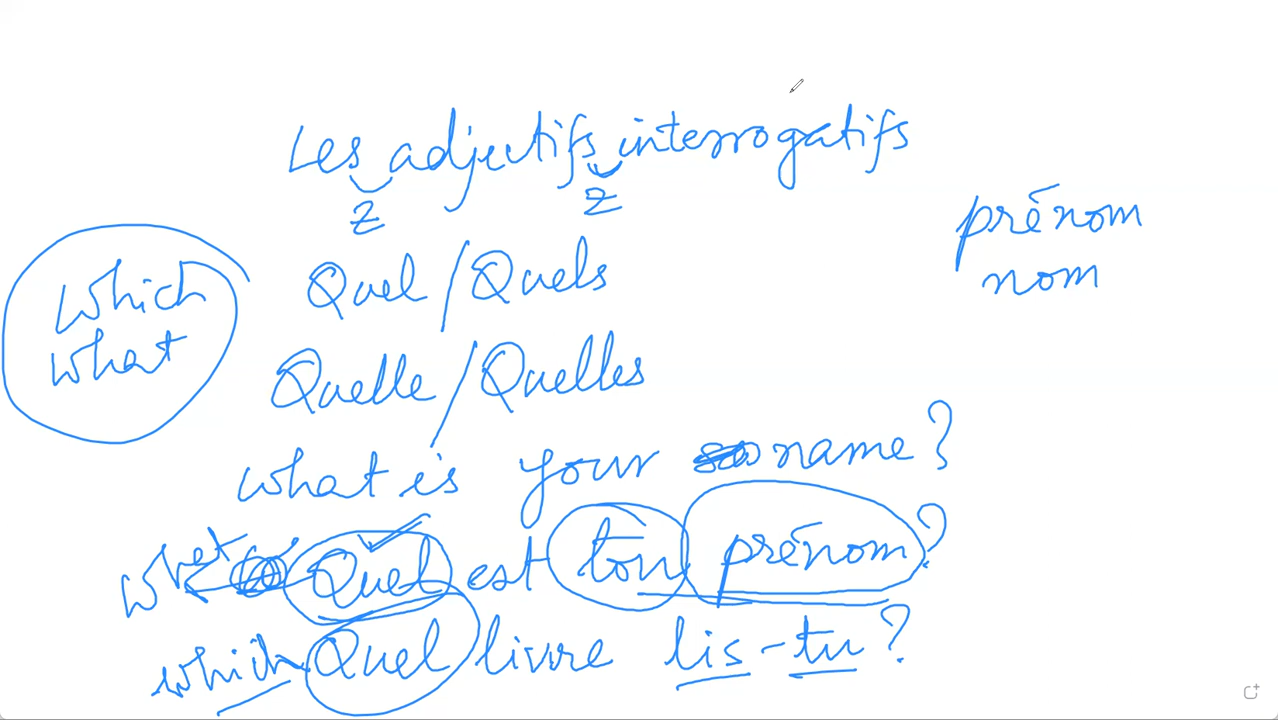 Les adjectifs interrogatifs
z z
prénom
nom
Which
what
Quel / Quels
Quelle / Quelles
what is your name?
what Quel est ton prénom?
which Quel livre lis-tu?